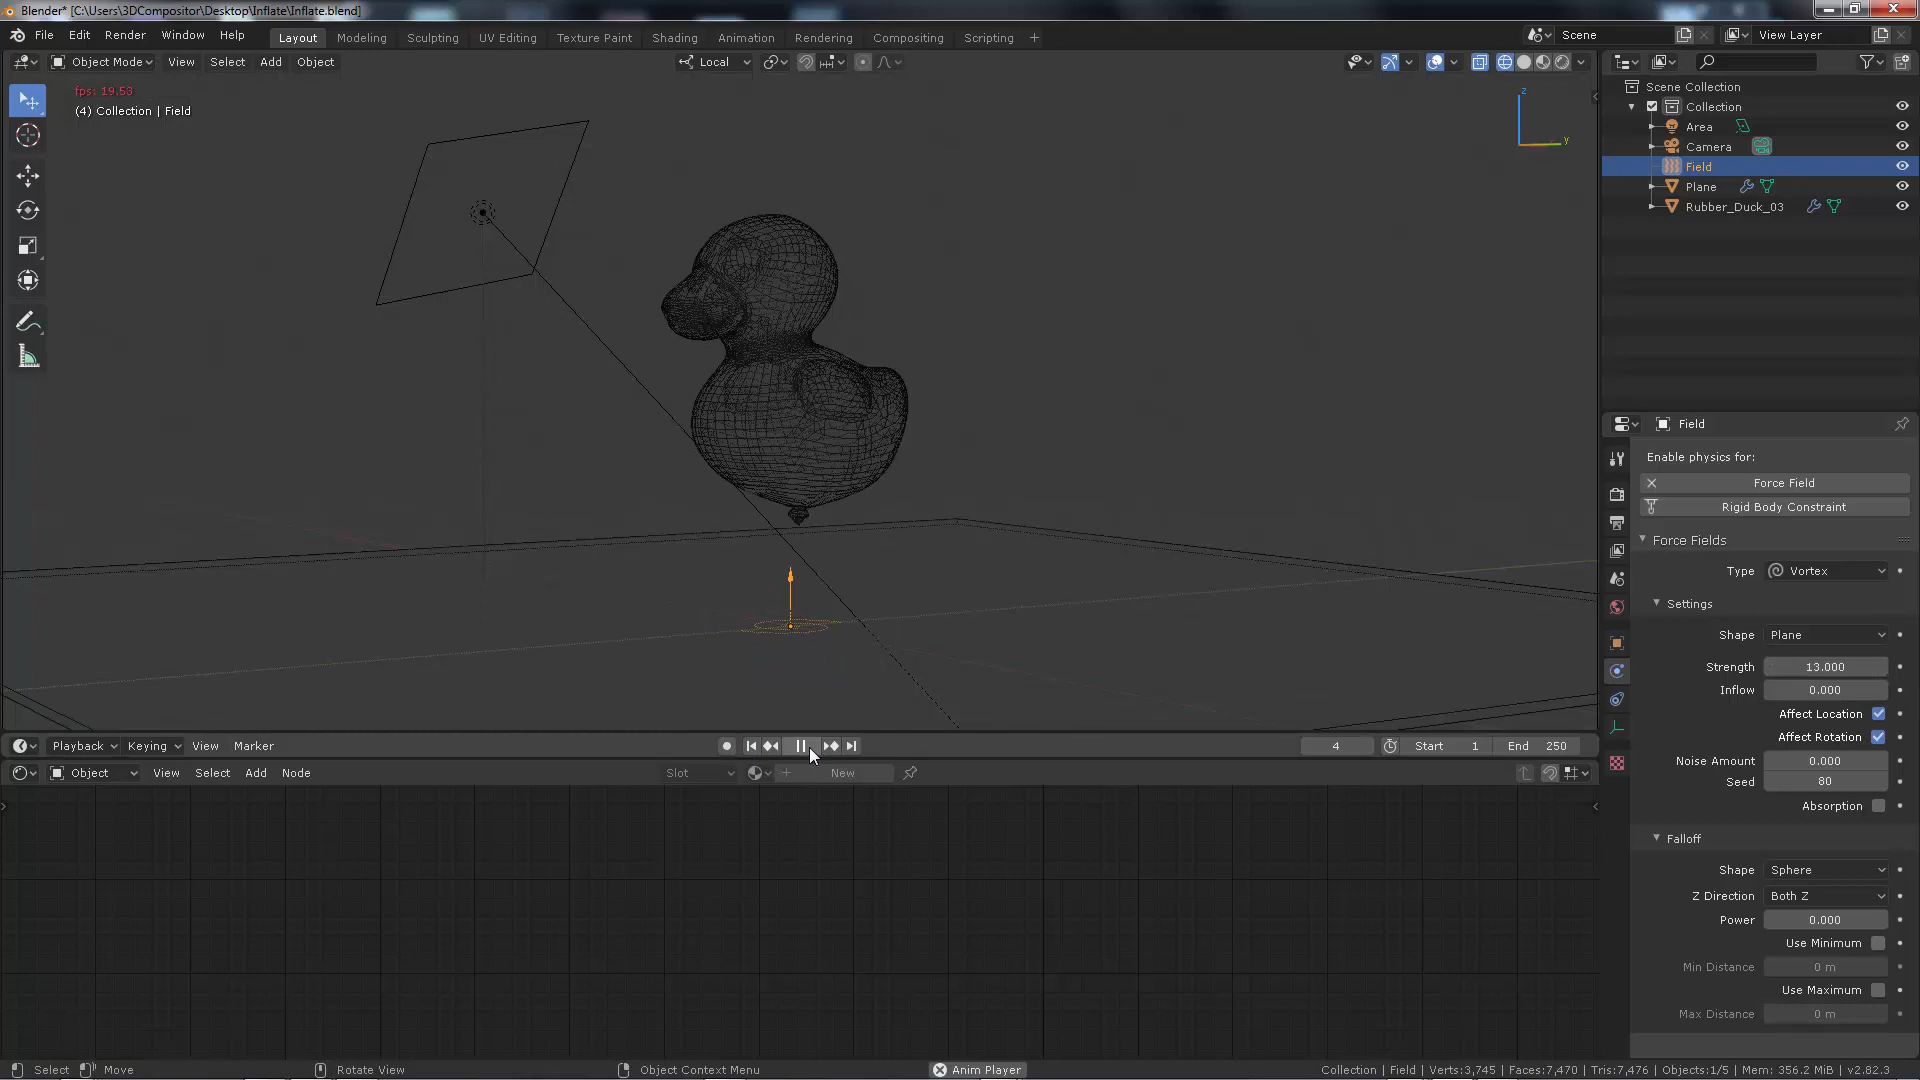 Blender* [C:\Users\3DCompositor\Desktop\Inflate\Inflate.blend]
File Edit Render Window Help Layout Modeling Sculpting UV Editing Texture Paint Shading Animation Rendering Compositing Scripting + Scene View Layer
Object Mode View Select Add Object Local
fps: 19.53
(4) Collection | Field
z
y
Scene Collection
Collection
Area
Camera
Field
Plane
Rubber_Duck_03
Field
Enable physics for:
Force Field
Rigid Body Constraint
Force Fields
Type Vortex
Settings
Shape Plane
Strength 13.000
Inflow 0.000
Affect Location
Affect Rotation
Noise Amount 0.000
Seed 80
Absorption
Falloff
Shape Sphere
Z Direction Both Z
Power 0.000
Use Minimum
Min Distance 0 m
Use Maximum
Max Distance 0 m
Playback Keying View Marker 4 Start 1 End 250
Object View Select Add Node Slot New
Select Move Rotate View Object Context Menu Anim Player Collection | Field | Verts:3,745 | Faces:7,470 | Tris:7,476 | Objects:1/5 | Mem: 356.2 MiB | v2.82.3